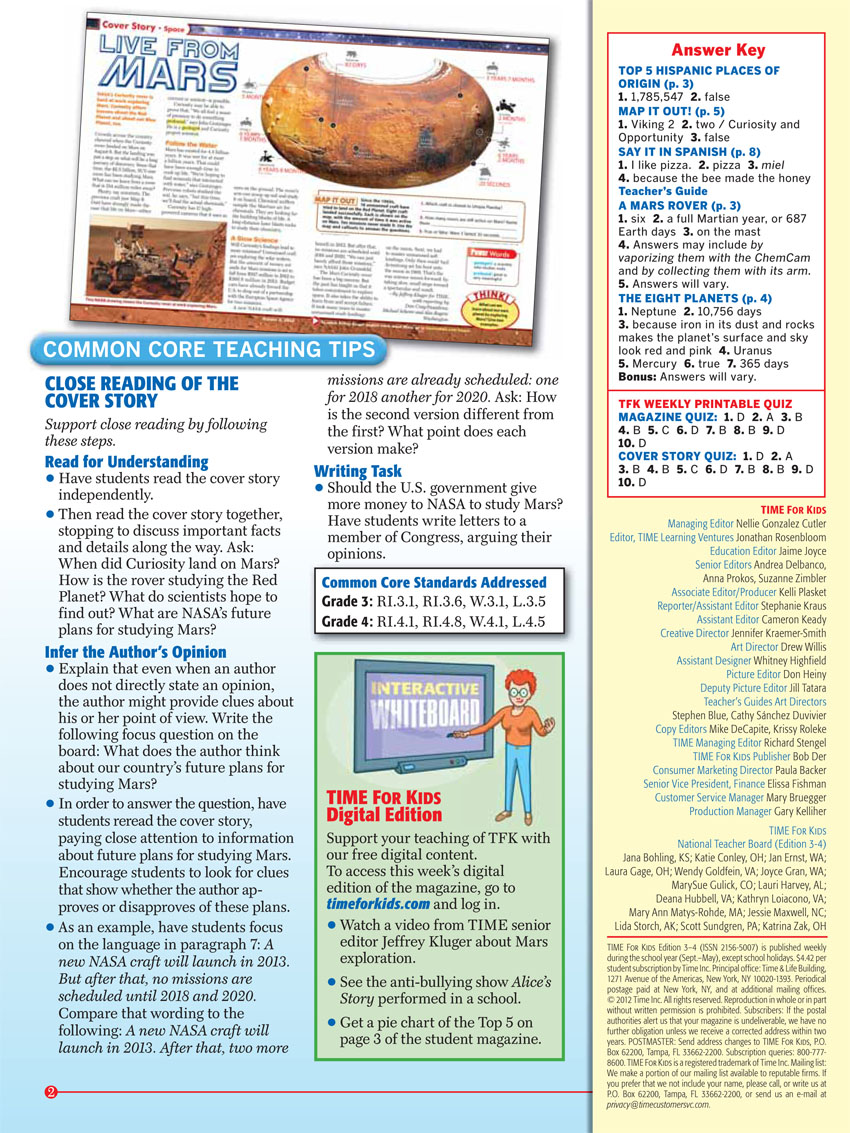 Cover Story • Space
LIVE FROM
MARS
Follow the Water
A Slow Science
MAP IT OUT
Power Words
THINK!
COMMON CORE TEACHING TIPS
CLOSE READING OF THE
COVER STORY
Support close reading by following
these steps.
Read for Understanding
• Have students read the cover story
independently.
• Then read the cover story together,
stopping to discuss important facts
and details along the way. Ask:
When did Curiosity land on Mars?
How is the rover studying the Red
Planet? What do scientists hope to
find out? What are NASA’s future
plans for studying Mars?
Infer the Author’s Opinion
• Explain that even when an author
does not directly state an opinion,
the author might provide clues about
his or her point of view. Write the
following focus question on the
board: What does the author think
about our country’s future plans for
studying Mars?
• In order to answer the question, have
students reread the cover story,
paying close attention to information
about future plans for studying Mars.
Encourage students to look for clues
that show whether the author ap-
proves or disapproves of these plans.
• As an example, have students focus
on the language in paragraph 7: A
new NASA craft will launch in 2013.
But after that, no missions are
scheduled until 2018 and 2020.
Compare that wording to the
following: A new NASA craft will
launch in 2013. After that, two more
missions are already scheduled: one
for 2018 another for 2020. Ask: How
is the second version different from
the first? What point does each
version make?
Writing Task
• Should the U.S. government give
more money to NASA to study Mars?
Have students write letters to a
member of Congress, arguing their
opinions.
Common Core Standards Addressed
Grade 3: RI.3.1, RI.3.6, W.3.1, L.3.5
Grade 4: RI.4.1, RI.4.8, W.4.1, L.4.5
INTERACTIVE
WHITEBOARD
TIME FOR KIDS
Digital Edition
Support your teaching of TFK with
our free digital content.
To access this week’s digital
edition of the magazine, go to
timeforkids.com and log in.
• Watch a video from TIME senior
editor Jeffrey Kluger about Mars
exploration.
• See the anti-bullying show Alice’s
Story performed in a school.
• Get a pie chart of the Top 5 on
page 3 of the student magazine.
2
Answer Key
TOP 5 HISPANIC PLACES OF
ORIGIN (p. 3)
1. 1,785,547 2. false
MAP IT OUT! (p. 5)
1. Viking 2 2. two / Curiosity and
Opportunity 3. false
SAY IT IN SPANISH (p. 8)
1. I like pizza. 2. pizza 3. miel
4. because the bee made the honey
Teacher’s Guide
A MARS ROVER (p. 3)
1. six 2. a full Martian year, or 687
Earth days 3. on the mast
4. Answers may include by
vaporizing them with the ChemCam
and by collecting them with its arm.
5. Answers will vary.
THE EIGHT PLANETS (p. 4)
1. Neptune 2. 10,756 days
3. because iron in its dust and rocks
makes the planet’s surface and sky
look red and pink 4. Uranus
5. Mercury 6. true 7. 365 days
Bonus: Answers will vary.
TFK WEEKLY PRINTABLE QUIZ
MAGAZINE QUIZ: 1. D 2. A 3. B
4. B 5. C 6. D 7. B 8. B 9. D
10. D
COVER STORY QUIZ: 1. D 2. A
3. B 4. B 5. C 6. D 7. B 8. B 9. D
10. D
TIME FOR KIDS
Managing Editor Nellie Gonzalez Cutler
Editor, TIME Learning Ventures Jonathan Rosenbloom
Education Editor Jaime Joyce
Senior Editors Andrea Delbanco,
Anna Prokos, Suzanne Zimbler
Associate Editor/Producer Kelli Plasket
Reporter/Assistant Editor Stephanie Kraus
Assistant Editor Cameron Keady
Creative Director Jennifer Kraemer-Smith
Art Director Drew Willis
Assistant Designer Whitney Highfield
Picture Editor Don Heiny
Deputy Picture Editor Jill Tatara
Teacher’s Guides Art Directors
Stephen Blue, Cathy Sánchez Duvivier
Copy Editors Mike DeCapite, Krissy Roleke
TIME Managing Editor Richard Stengel
TIME FOR KIDS Publisher Bob Der
Consumer Marketing Director Paula Backer
Senior Vice President, Finance Elissa Fishman
Customer Service Manager Mary Bruegger
Production Manager Gary Kelliher
TIME FOR KIDS
National Teacher Board (Edition 3-4)
Jana Bohling, KS; Katie Conley, OH; Jan Ernst, WA;
Laura Gage, OH; Wendy Goldfein, VA; Joyce Gran, WA;
MarySue Gulick, CO; Lauri Harvey, AL;
Deana Hubbell, VA; Kathryn Loiacono, VA;
Mary Ann Matys-Rohde, MA; Jessie Maxwell, NC;
Lida Storch, AK; Scott Sundgren, PA; Katrina Zak, OH
TIME FOR KIDS Edition 3–4 (ISSN 2156-5007) is published weekly
during the school year (Sept.–May), except school holidays. $4.42 per
student subscription by Time Inc. Principal office: Time & Life Building,
1271 Avenue of the Americas, New York, NY 10020-1393. Periodical
postage paid at New York, NY, and at additional mailing offices.
© 2012 Time Inc. All rights reserved. Reproduction in whole or in part
without written permission is prohibited. Subscribers: If the postal
authorities alert us that your magazine is undeliverable, we have no
further obligation unless we receive a corrected address within two
years. POSTMASTER: Send address changes to TIME FOR KIDS, P.O.
Box 62200, Tampa, FL 33662-2200. Subscription queries: 800-777-
8600. TIME FOR KIDS is a registered trademark of Time Inc. Mailing list:
We make a portion of our mailing list available to reputable firms. If
you prefer that we not include your name, please call, or write us at
P.O. Box 62200, Tampa, FL 33662-2200, or send us an e-mail at
privacy@timecustomersvc.com.